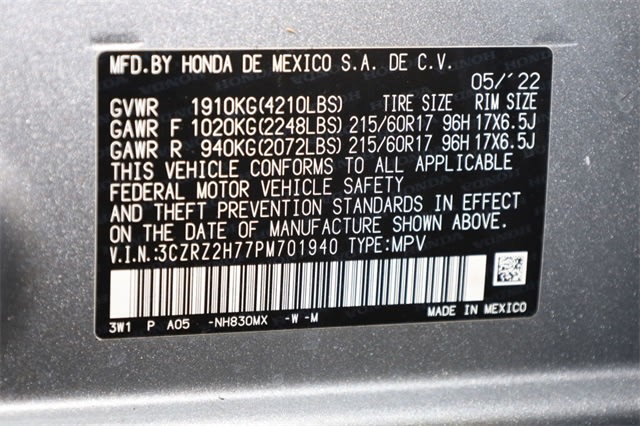 MFD.BY HONDA DE MEXICO S.A. DE C.V.
05/'22
GVWR 1910KG(4210LBS) TIRE SIZE RIM SIZE
GAWR F 1020KG(2248LBS) 215/60R17 96H 17X6.5J
GAWR R 940KG(2072LBS) 215/60R17 96H 17X6.5J
THIS VEHICLE CONFORMS TO ALL APPLICABLE
FEDERAL MOTOR VEHICLE SAFETY
AND THEFT PREVENTION STANDARDS IN EFFECT
ON THE DATE OF MANUFACTURE SHOWN ABOVE.
V.I.N.:3CZRZ2H77PM701940 TYPE:MPV
3W1 P A05 -NH830MX -W -M MADE IN MEXICO